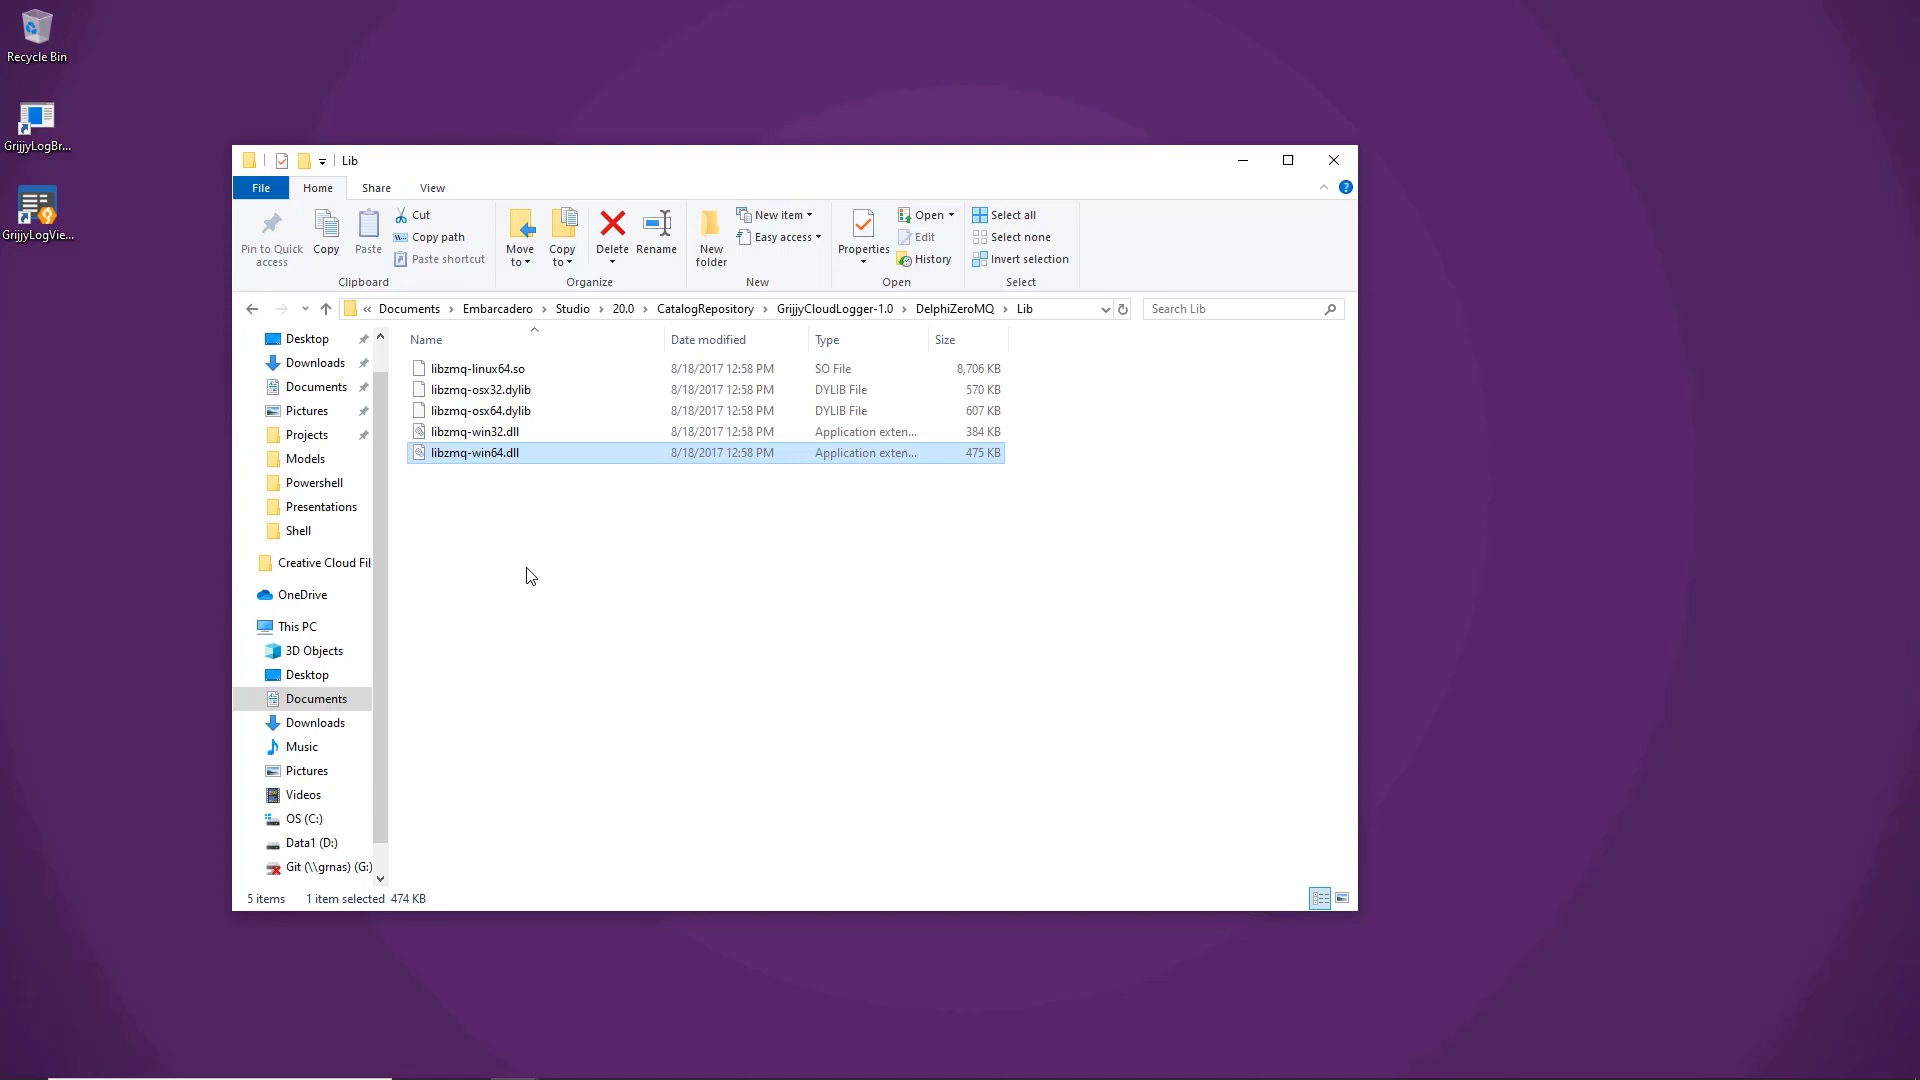 Recycle Bin
GrijjyLogBr...
GrijjyLogVie...
Lib
File Home Share View
Pin to Quick access
Copy
Paste
Cut
Copy path
Paste shortcut
Clipboard
Move to
Copy to
Delete
Rename
Organize
New folder
New item
Easy access
New
Properties
Open
Edit
History
Open
Select all
Select none
Invert selection
Select
« Documents > Embarcadero > Studio > 20.0 > CatalogRepository > GrijjyCloudLogger-1.0 > DelphiZeroMQ > Lib
Search Lib
Name Date modified Type Size
libzmq-linux64.so 8/18/2017 12:58 PM SO File 8,706 KB
libzmq-osx32.dylib 8/18/2017 12:58 PM DYLIB File 570 KB
libzmq-osx64.dylib 8/18/2017 12:58 PM DYLIB File 607 KB
libzmq-win32.dll 8/18/2017 12:58 PM Application exten... 384 KB
libzmq-win64.dll 8/18/2017 12:58 PM Application exten... 475 KB
Desktop
Downloads
Documents
Pictures
Projects
Models
Powershell
Presentations
Shell
Creative Cloud Fil
OneDrive
This PC
3D Objects
Desktop
Documents
Downloads
Music
Pictures
Videos
OS (C:)
Data1 (D:)
Git (\\grnas) (G:)
5 items 1 item selected 474 KB